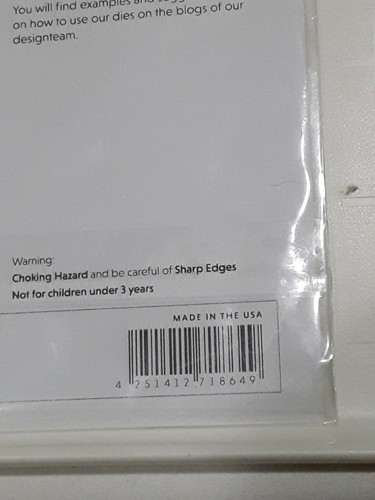 You will find examples and
on how to use our dies on the blogs of our
designteam.
Warning:
Choking Hazard and be careful of Sharp Edges
Not for children under 3 years
MADE IN THE USA
4 251412 718649